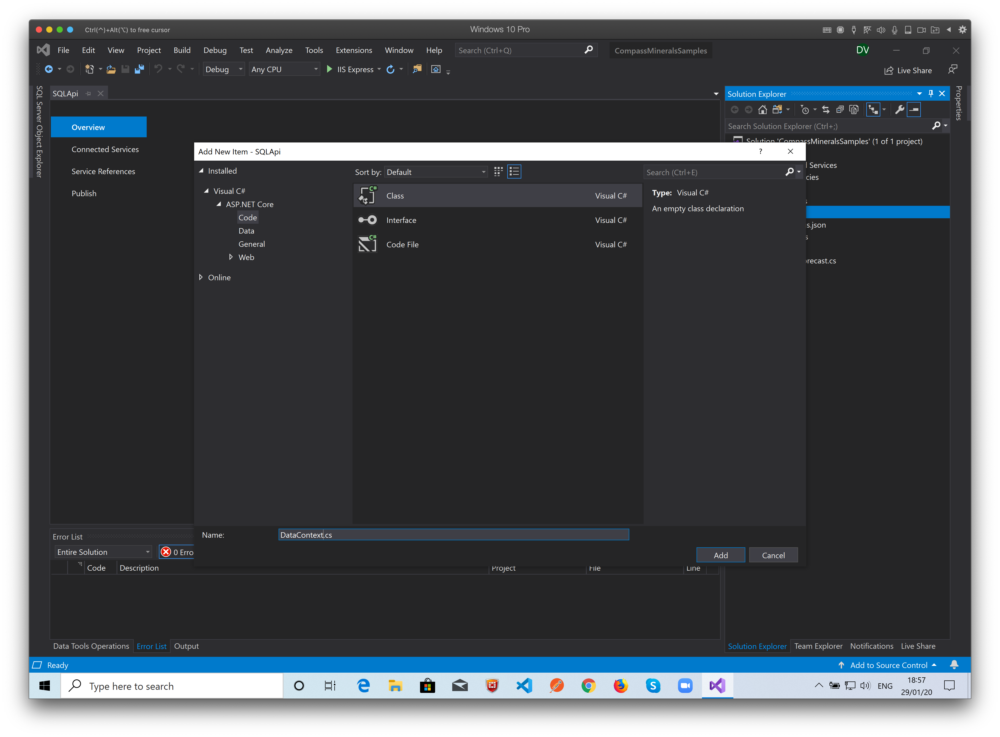 Ctrl(^)+Alt(⌥) to free cursor
Windows 10 Pro
File Edit View Project Build Debug Test Analyze Tools Extensions Window Help
Search (Ctrl+Q)
CompassMineralsSamples
DV
Debug
Any CPU
IIS Express
Live Share
SQL Server Object Explorer
SQLApi
Overview
Connected Services
Service References
Publish
Solution Explorer
Properties
Search Solution Explorer (Ctrl+;)
Solution 'CompassMineralsSamples' (1 of 1 project)
Services
cies
s
s.json
s
recast.cs
Add New Item - SQLApi
?
Installed
Visual C#
ASP.NET Core
Code
Data
General
Web
Online
Sort by: Default
Class Visual C#
Interface Visual C#
Code File Visual C#
Search (Ctrl+E)
Type: Visual C#
An empty class declaration
Name: DataContext.cs
Add Cancel
Error List
Entire Solution
0 Erro
Code Description Project File Line
Data Tools Operations Error List Output
Solution Explorer Team Explorer Notifications Live Share
Ready
Add to Source Control
Type here to search
ENG
18:57
29/01/20